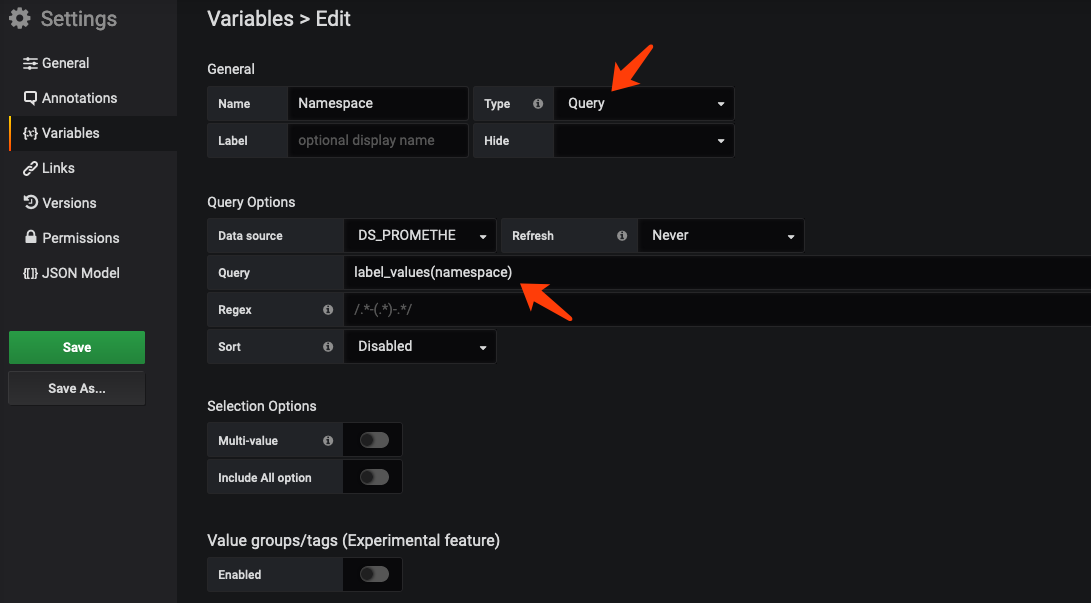 Settings
General
Annotations
Variables
Links
Versions
Permissions
JSON Model
Save
Save As...
Variables > Edit
General
Name Namespace Type Query
Label optional display name Hide
Query Options
Data source DS_PROMETHE Refresh Never
Query label_values(namespace)
Regex /.*-(.*)-.*/
Sort Disabled
Selection Options
Multi-value
Include All option
Value groups/tags (Experimental feature)
Enabled